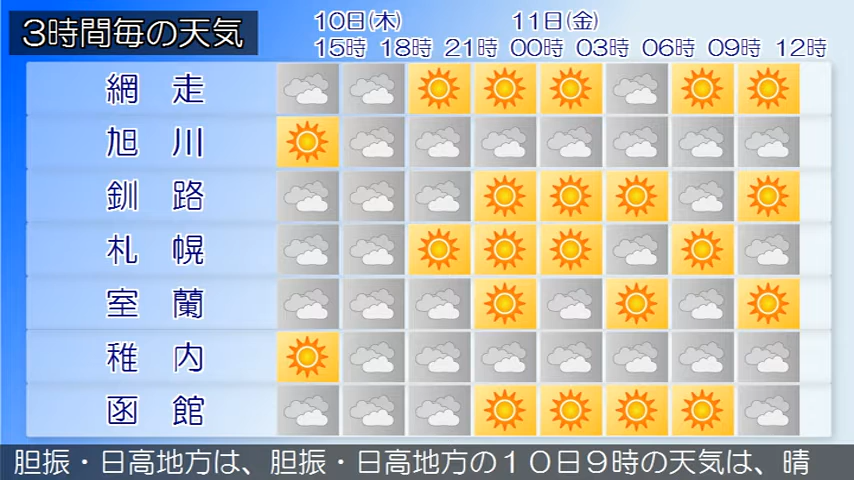 3時間毎の天気
10日(木) 11日(金)
15時 18時 21時 00時 03時 06時 09時 12時
網 走
旭 川
釧 路
札 幌
室 蘭
稚 内
函 館
胆振・日高地方は、胆振・日高地方の１０日９時の天気は、晴